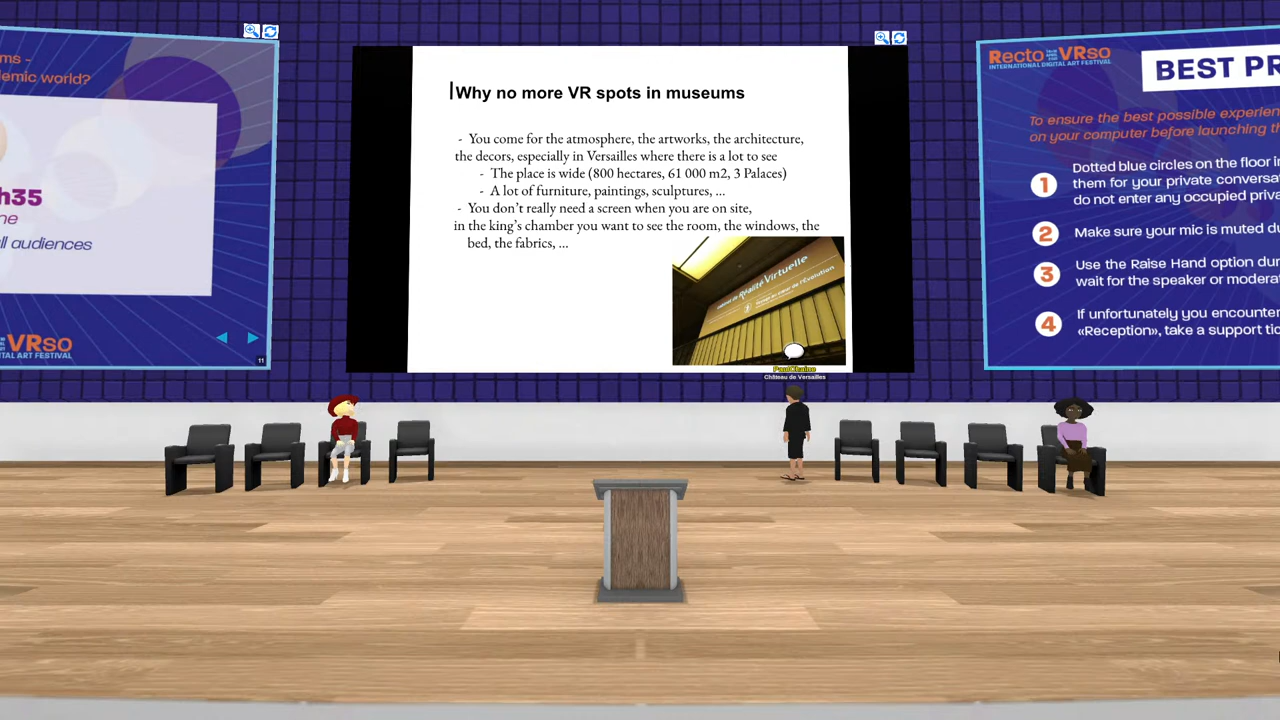 ms -
demic world?
h35
ne
all audiences
VRso
TAL ART FESTIVAL
11
Why no more VR spots in museums
- You come for the atmosphere, the artworks, the architecture,
the decors, especially in Versailles where there is a lot to see
- The place is wide (800 hectares, 61 000 m2, 3 Palaces)
- A lot of furniture, paintings, sculptures, ...
- You don’t really need a screen when you are on site,
in the king’s chamber you want to see the room, the windows, the
bed, the fabrics, ...
Réalité Virtuelle
PaulChaine
Château de Versailles
Recto VRso
INTERNATIONAL DIGITAL ART FESTIVAL
BEST PR
To ensure the best possible experien
on your computer before launching th
1
Dotted blue circles on the floor in
them for your private conversat
do not enter any occupied priva
2
Make sure your mic is muted du
3
Use the Raise Hand option dur
wait for the speaker or modera
4
If unfortunately you encounter
«Reception», take a support tic